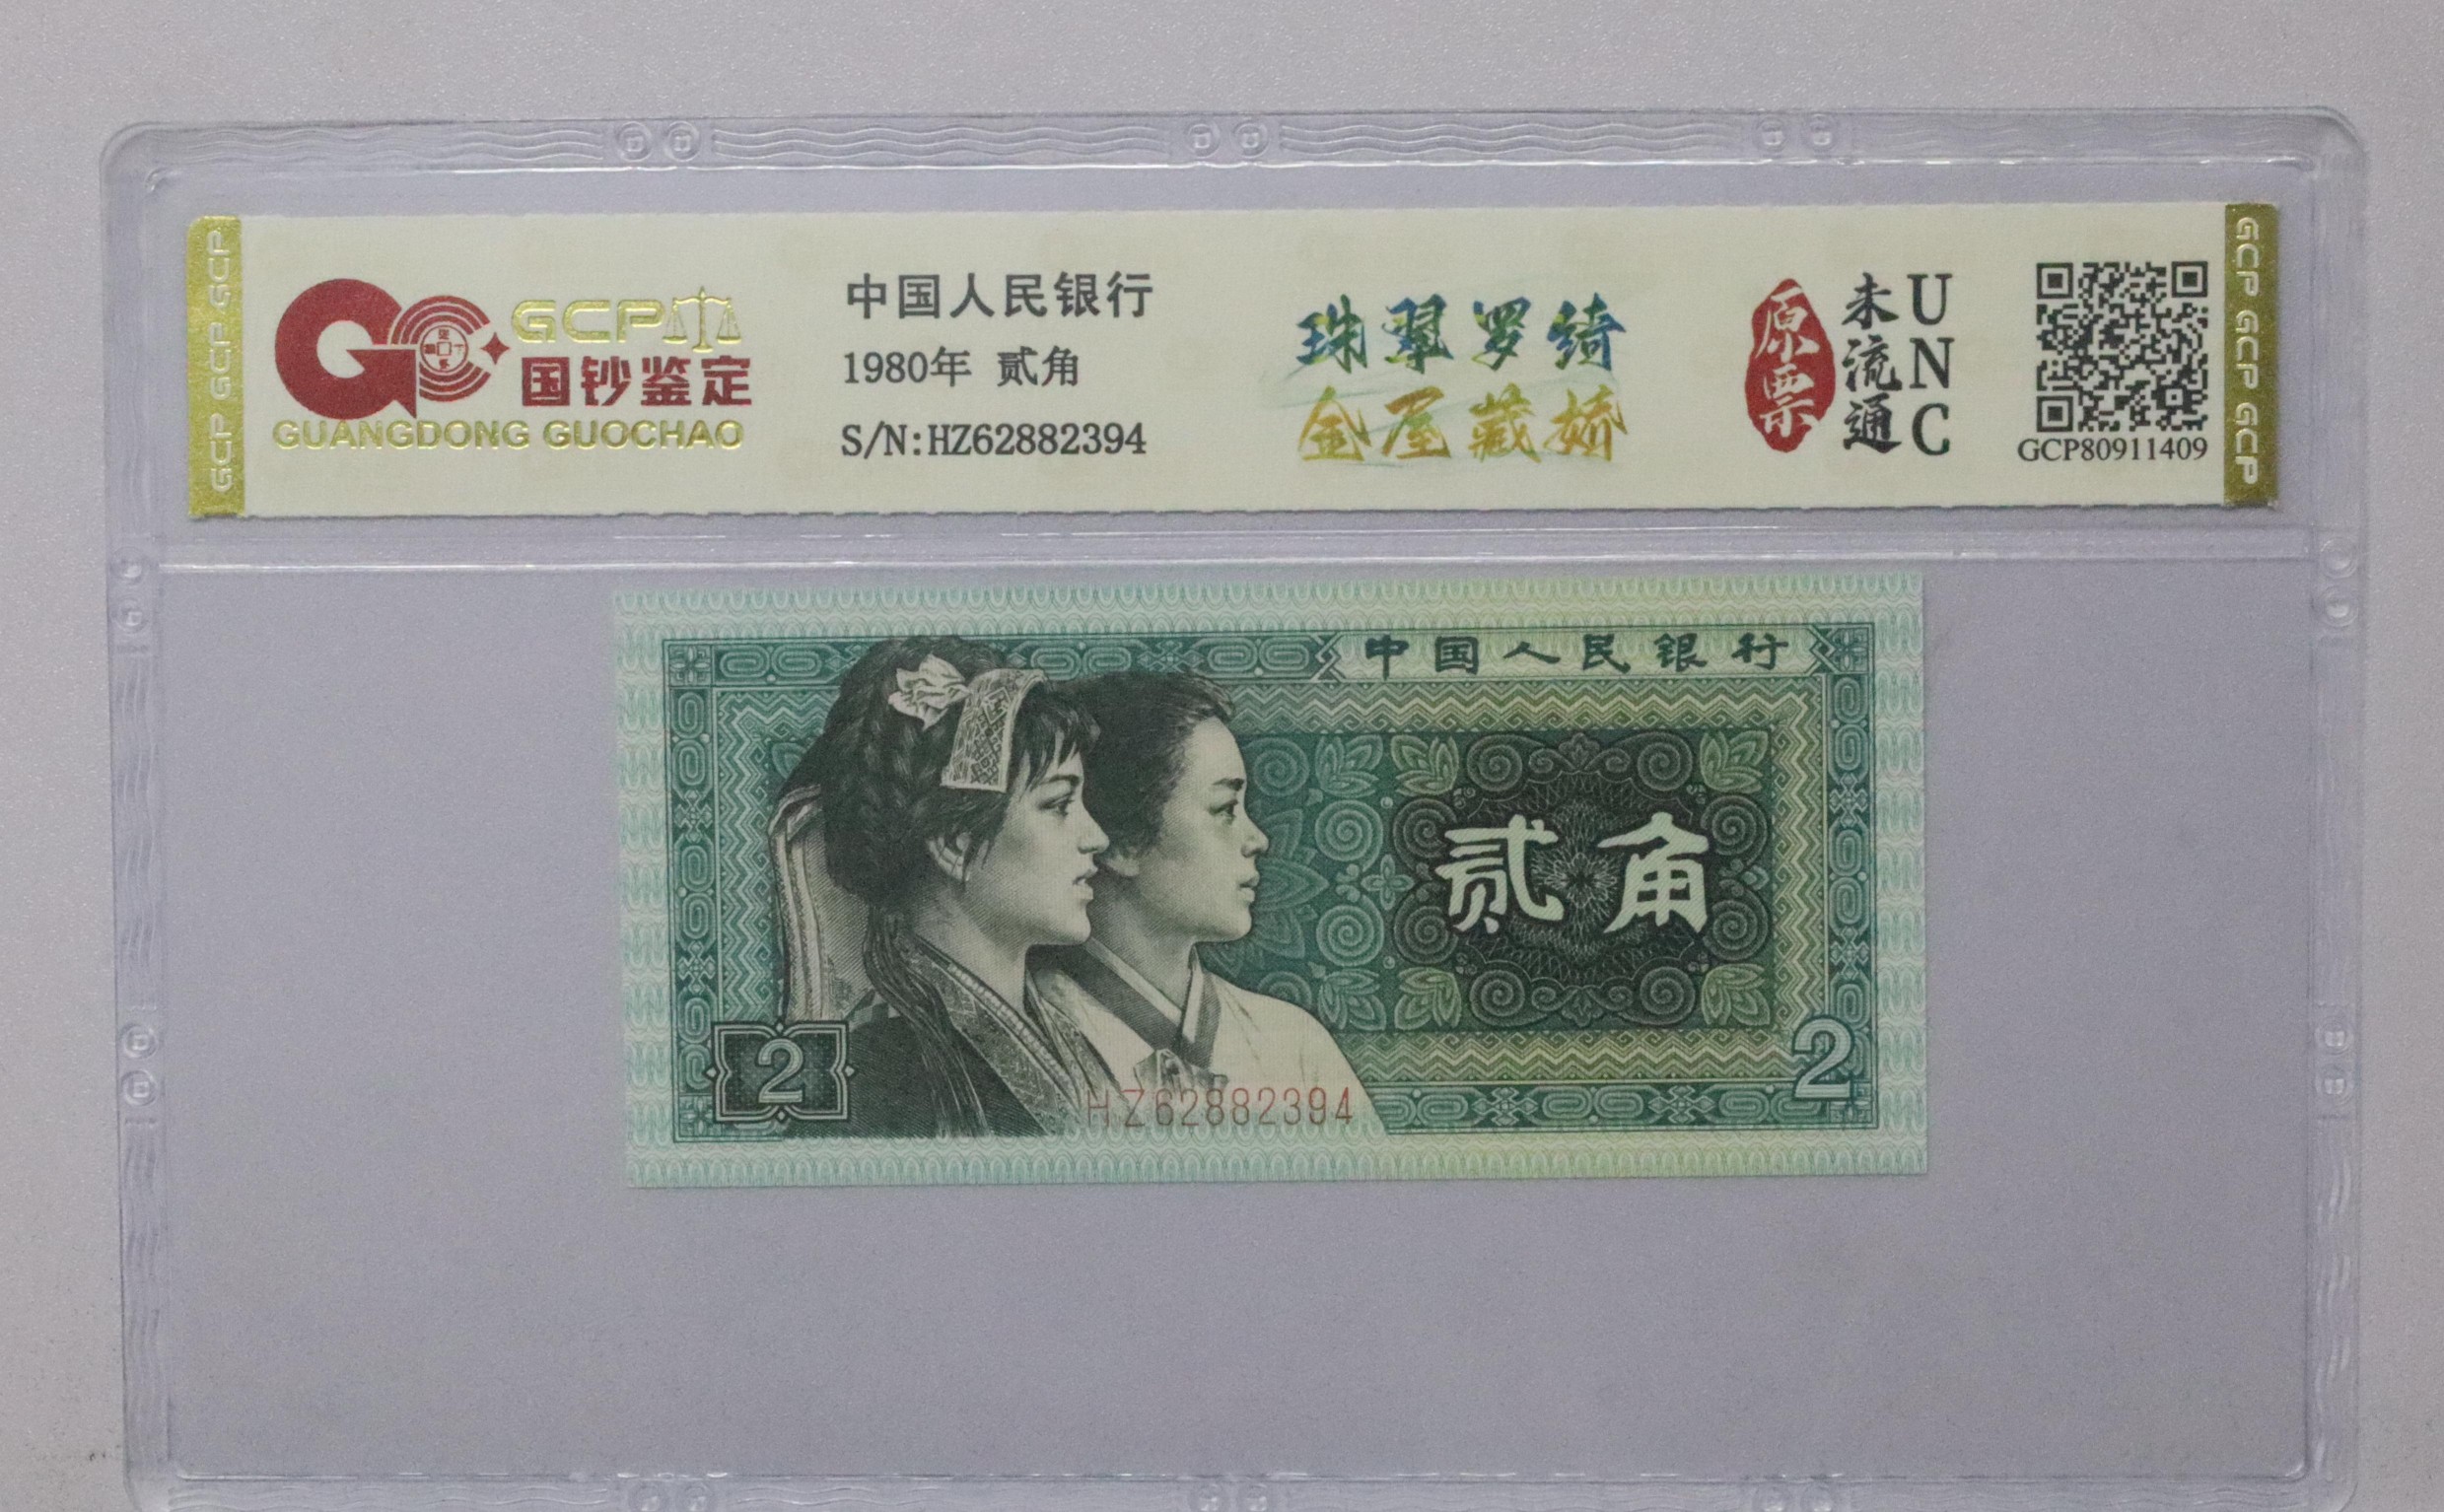 GCP GCP GCP
GCP
国钞鉴定
GUANGDONG GUOCHAO
中国人民银行
1980年 贰角
S/N:HZ62882394
珠翠罗绮
金屋藏娇
原票
未流通
UNC
GCP80911409
GCP GCP GCP
中国人民银行
贰角
2
2
HZ62882394